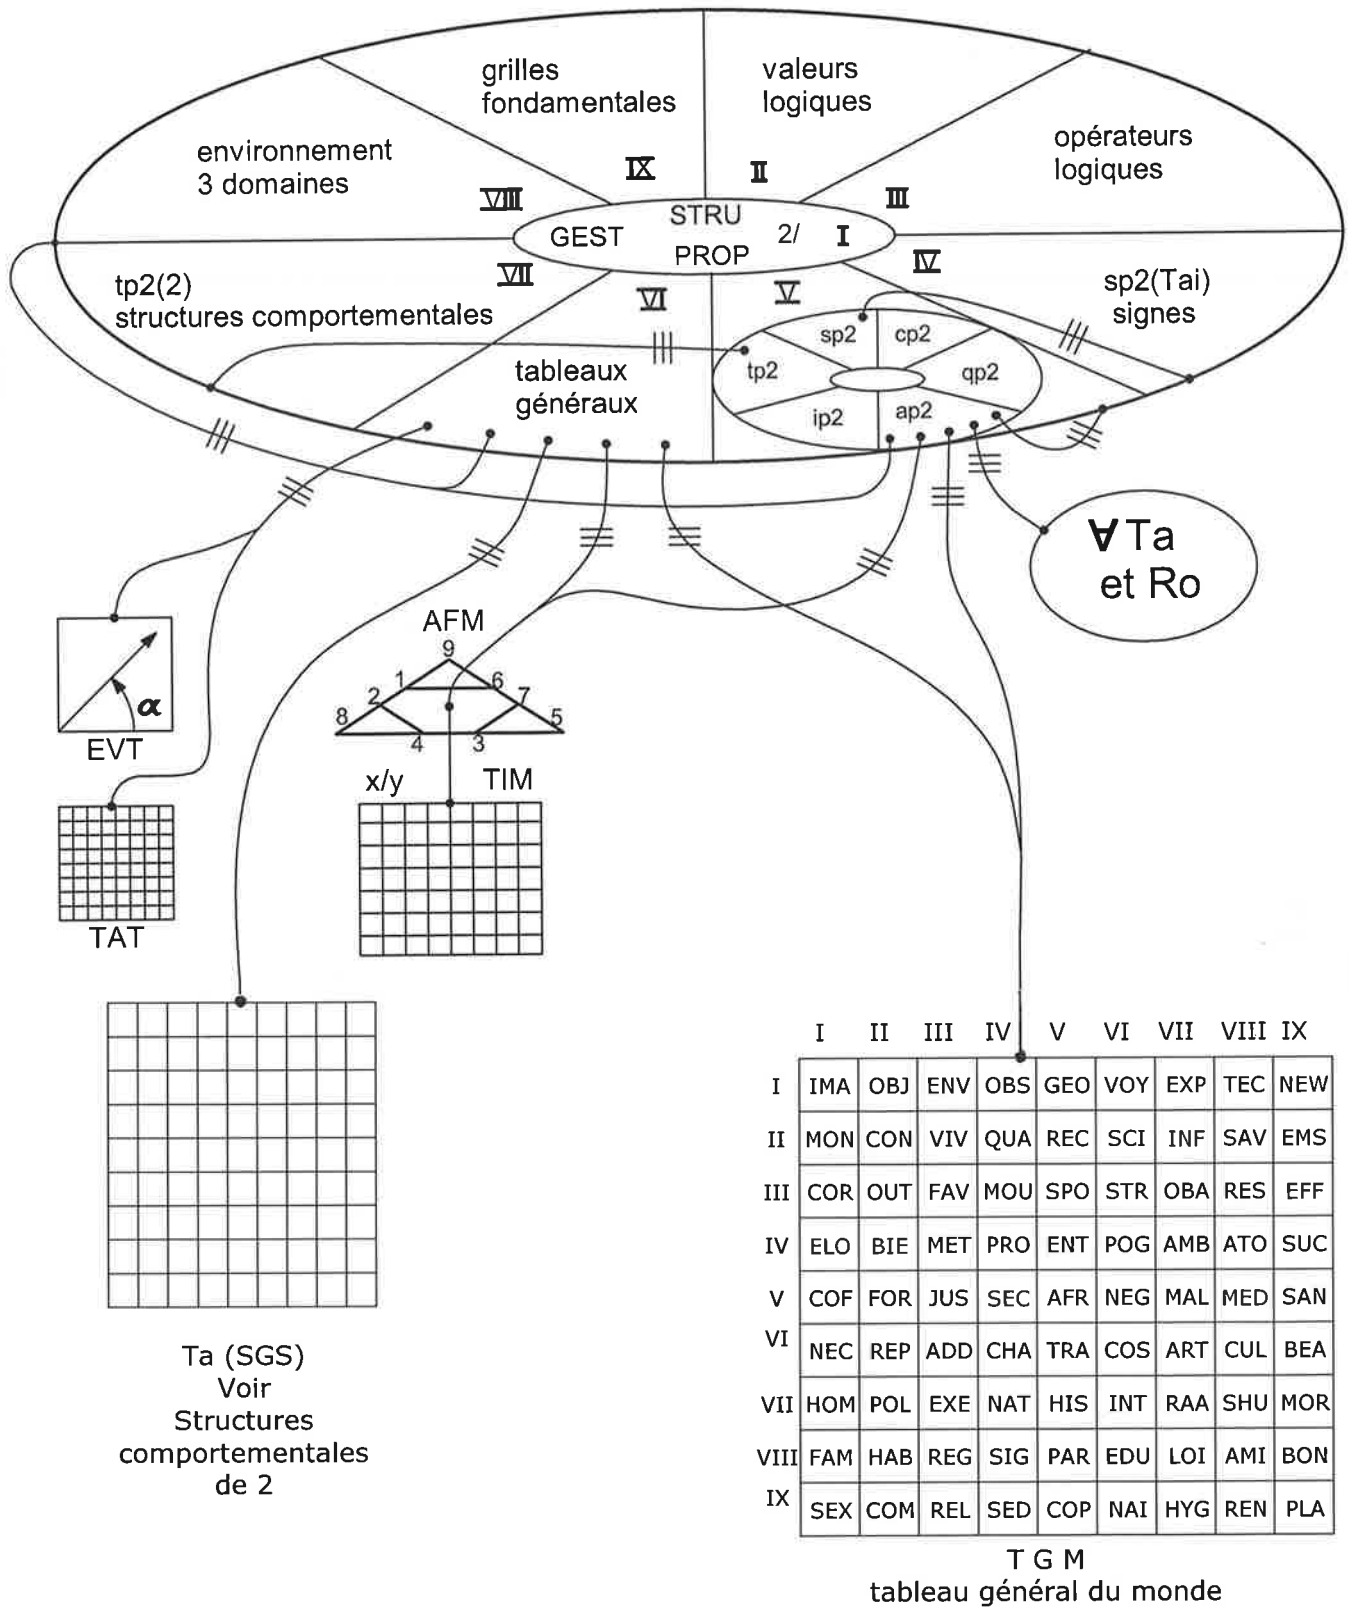 grilles
fondamentales
valeurs
logiques
environnement
3 domaines
opérateurs
logiques
IX
II
VIII
III
STRU
GEST
2/ I
PROP
VII
VI
V
IV
tp2(2)
structures comportementales
sp2(Tai)
signes
sp2
cp2
tp2
qp2
ip2
ap2
tableaux
généraux
∀ Ta
et Ro
α
EVT
TAT
AFM
9
1
6
2
7
8
5
4
3
x/y
TIM
Ta (SGS)
Voir
Structures
comportementales
de 2
I II III IV V VI VII VIII IX
I IMA OBJ ENV OBS GEO VOY EXP TEC NEW
II MON CON VIV QUA REC SCI INF SAV EMS
III COR OUT FAV MOU SPO STR OBA RES EFF
IV ELO BIE MET PRO ENT POG AMB ATO SUC
V COF FOR JUS SEC AFR NEG MAL MED SAN
VI NEC REP ADD CHA TRA COS ART CUL BEA
VII HOM POL EXE NAT HIS INT RAA SHU MOR
VIII FAM HAB REG SIG PAR EDU LOI AMI BON
IX SEX COM REL SED COP NAI HYG REN PLA
T G M
tableau général du monde